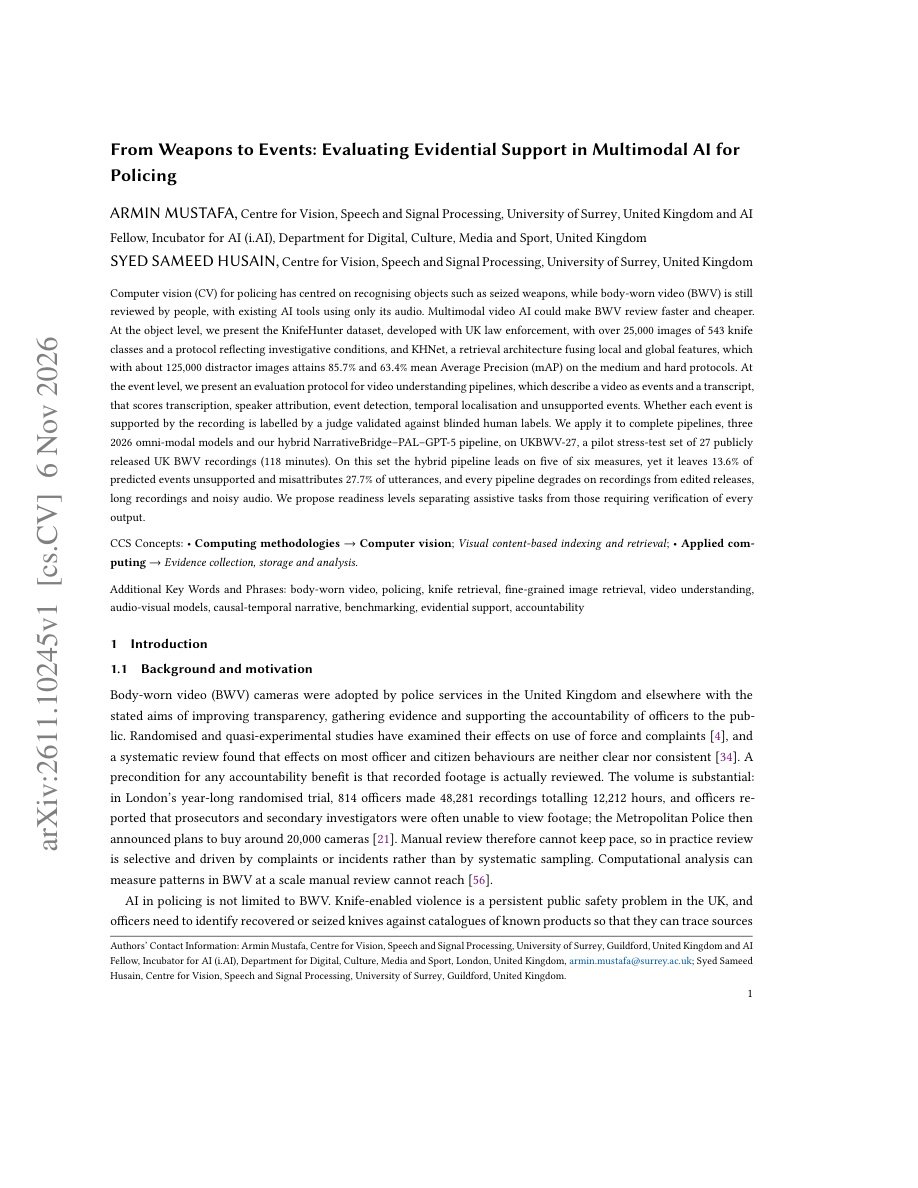 arXiv:2611.10245v1 [cs.CV] 6 Nov 2026
From Weapons to Events: Evaluating Evidential Support in Multimodal AI for
Policing
ARMIN MUSTAFA, Centre for Vision, Speech and Signal Processing, University of Surrey, United Kingdom and AI
Fellow, Incubator for AI (i.AI), Department for Digital, Culture, Media and Sport, United Kingdom
SYED SAMEED HUSAIN, Centre for Vision, Speech and Signal Processing, University of Surrey, United Kingdom
Computer vision (CV) for policing has centred on recognising objects such as seized weapons, while body-worn video (BWV) is still
reviewed by people, with existing AI tools using only its audio. Multimodal video AI could make BWV review faster and cheaper.
At the object level, we present the KnifeHunter dataset, developed with UK law enforcement, with over 25,000 images of 543 knife
classes and a protocol reflecting investigative conditions, and KHNet, a retrieval architecture fusing local and global features, which
with about 125,000 distractor images attains 85.7% and 63.4% mean Average Precision (mAP) on the medium and hard protocols. At
the event level, we present an evaluation protocol for video understanding pipelines, which describe a video as events and a transcript,
that scores transcription, speaker attribution, event detection, temporal localisation and unsupported events. Whether each event is
supported by the recording is labelled by a judge validated against blinded human labels. We apply it to complete pipelines, three
2026 omni-modal models and our hybrid NarrativeBridge–PAL–GPT-5 pipeline, on UKBWV-27, a pilot stress-test set of 27 publicly
released UK BWV recordings (118 minutes). On this set the hybrid pipeline leads on five of six measures, yet it leaves 13.6% of
predicted events unsupported and misattributes 27.7% of utterances, and every pipeline degrades on recordings from edited releases,
long recordings and noisy audio. We propose readiness levels separating assistive tasks from those requiring verification of every
output.
CCS Concepts: • Computing methodologies → Computer vision; Visual content-based indexing and retrieval; • Applied com-
puting → Evidence collection, storage and analysis.
Additional Key Words and Phrases: body-worn video, policing, knife retrieval, fine-grained image retrieval, video understanding,
audio-visual models, causal-temporal narrative, benchmarking, evidential support, accountability
1 Introduction
1.1 Background and motivation
Body-worn video (BWV) cameras were adopted by police services in the United Kingdom and elsewhere with the
stated aims of improving transparency, gathering evidence and supporting the accountability of officers to the pub-
lic. Randomised and quasi-experimental studies have examined their effects on use of force and complaints [4], and
a systematic review found that effects on most officer and citizen behaviours are neither clear nor consistent [34]. A
precondition for any accountability benefit is that recorded footage is actually reviewed. The volume is substantial:
in London's year-long randomised trial, 814 officers made 48,281 recordings totalling 12,212 hours, and officers re-
ported that prosecutors and secondary investigators were often unable to view footage; the Metropolitan Police then
announced plans to buy around 20,000 cameras [21]. Manual review therefore cannot keep pace, so in practice review
is selective and driven by complaints or incidents rather than by systematic sampling. Computational analysis can
measure patterns in BWV at a scale manual review cannot reach [56].
AI in policing is not limited to BWV. Knife-enabled violence is a persistent public safety problem in the UK, and
officers need to identify recovered or seized knives against catalogues of known products so that they can trace sources
Authors' Contact Information: Armin Mustafa, Centre for Vision, Speech and Signal Processing, University of Surrey, Guildford, United Kingdom and AI
Fellow, Incubator for AI (i.AI), Department for Digital, Culture, Media and Sport, London, United Kingdom, armin.mustafa@surrey.ac.uk; Syed Sameed
Husain, Centre for Vision, Speech and Signal Processing, University of Surrey, Guildford, United Kingdom.
1